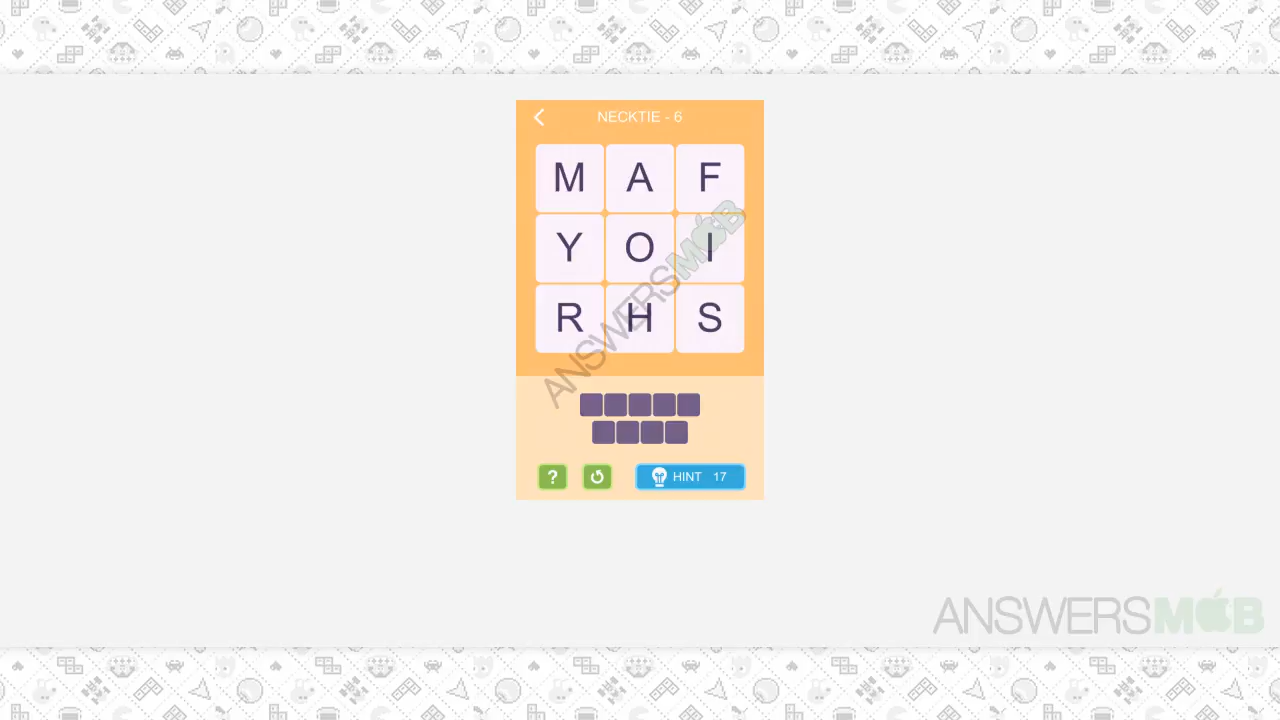 NECKTIE - 6
M A F
Y O I
R H S
ANSWERSMOB
? HINT 17
ANSWERSMOB